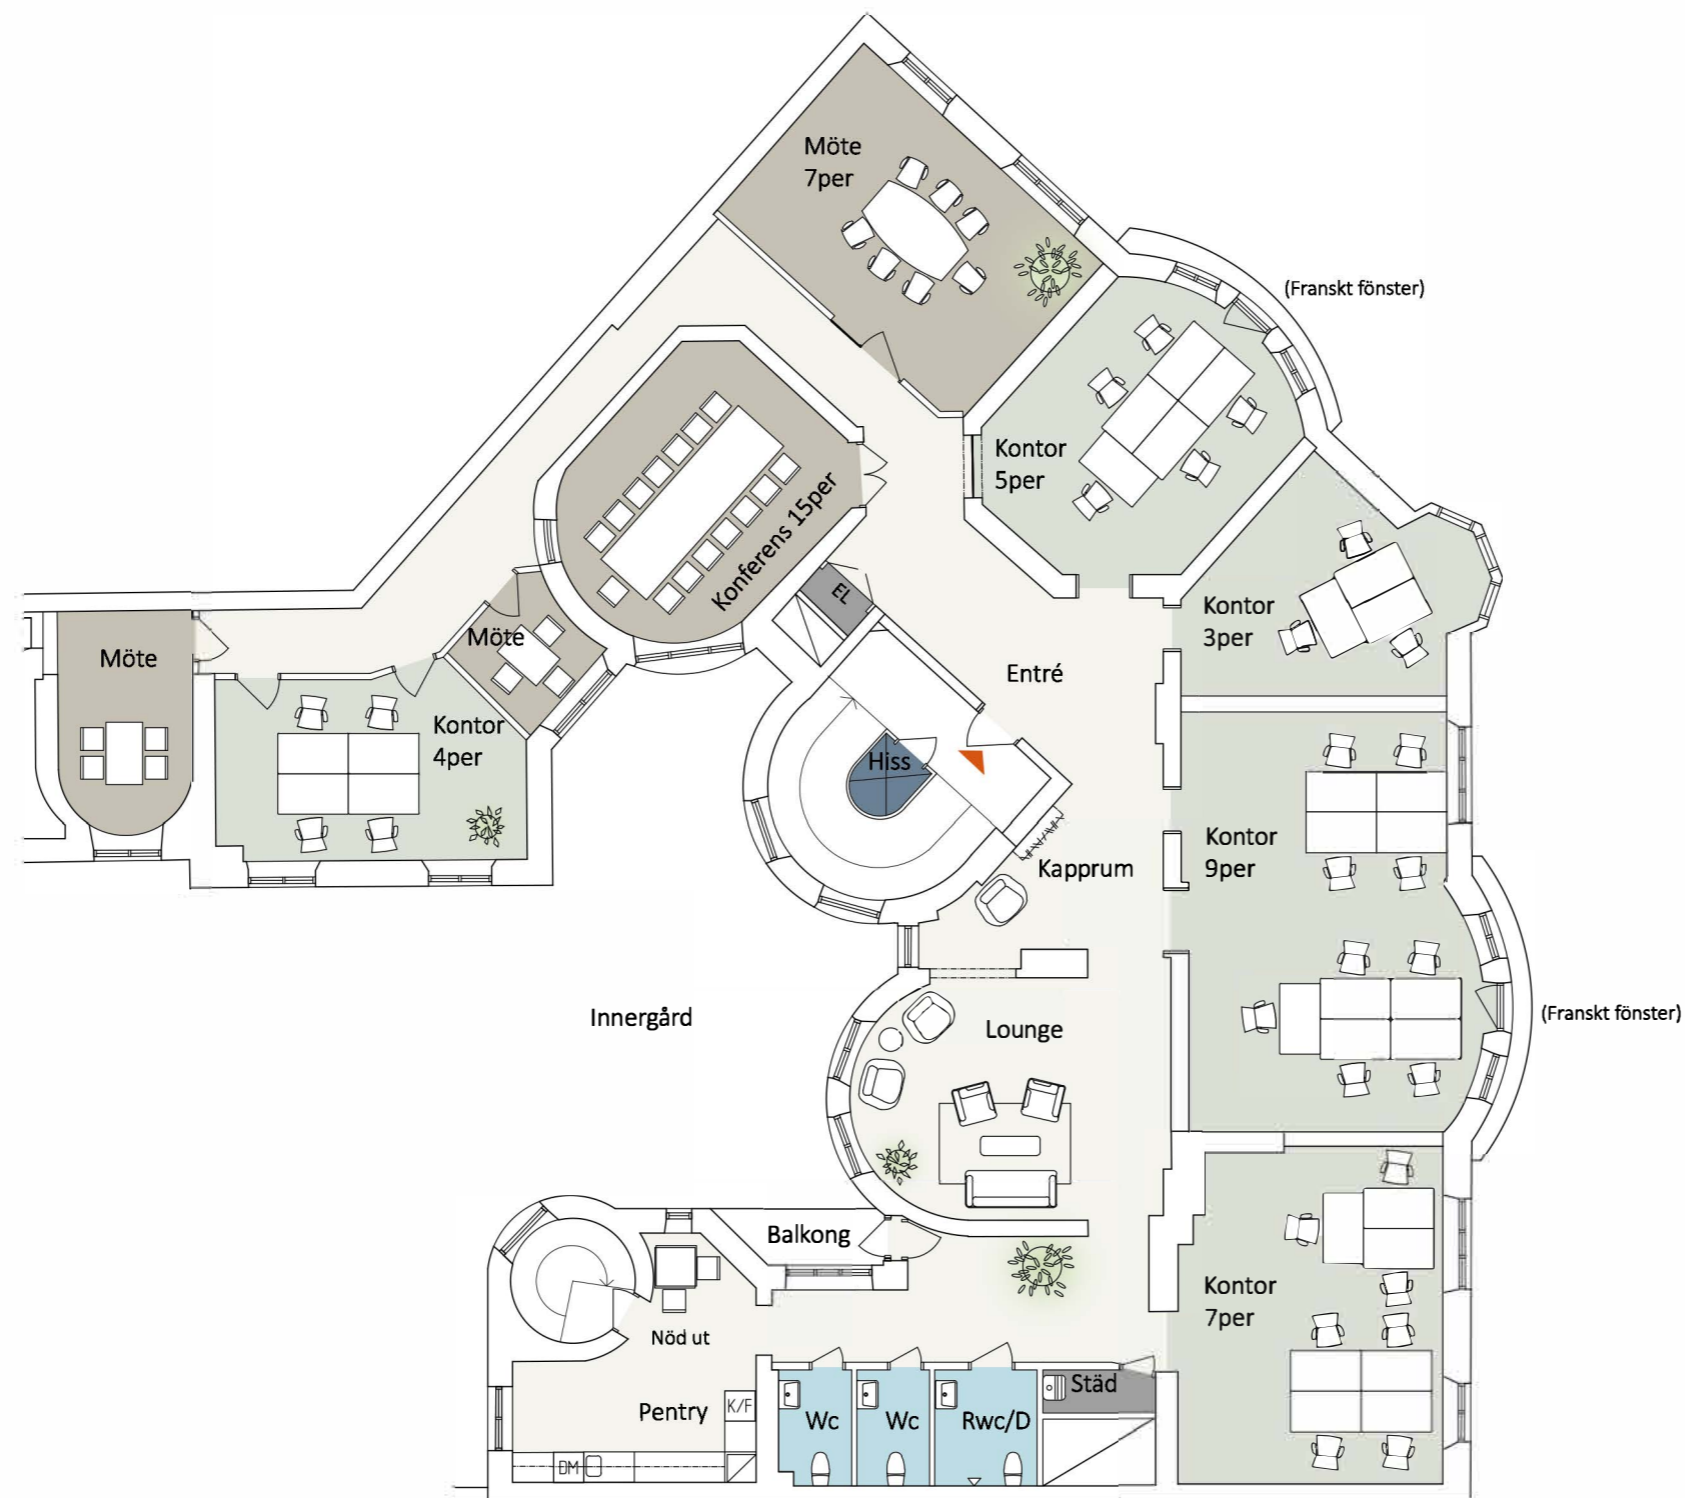 Möte
7per
(Franskt fönster)
Kontor
5per
Konferens 15per
EL
Kontor
3per
Möte
Möte
Entré
Kontor
4per
Hiss
Kontor
9per
Kapprum
Innergård
Lounge
(Franskt fönster)
Balkong
Kontor
7per
Nöd ut
Pentry
K/F
Wc
Wc
Rwc/D
Städ
DM